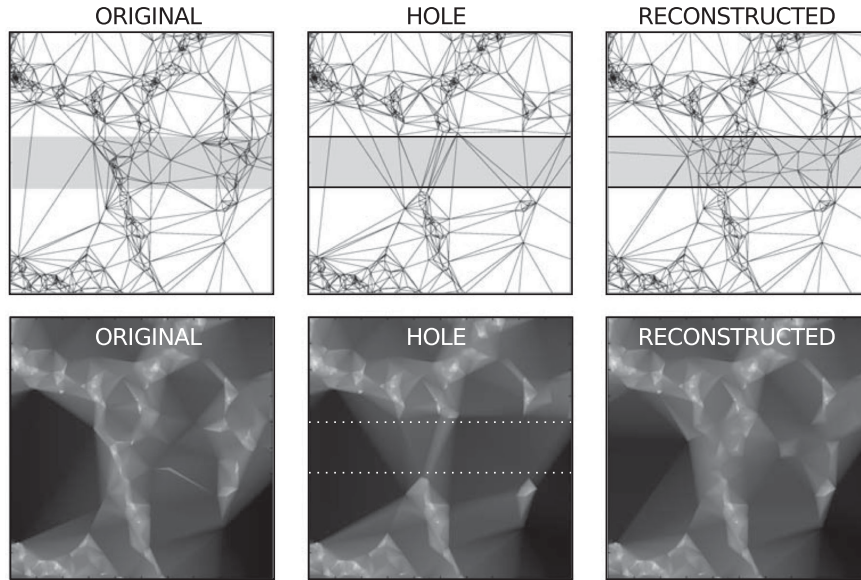 ORIGINAL
HOLE
RECONSTRUCTED
ORIGINAL
HOLE
RECONSTRUCTED